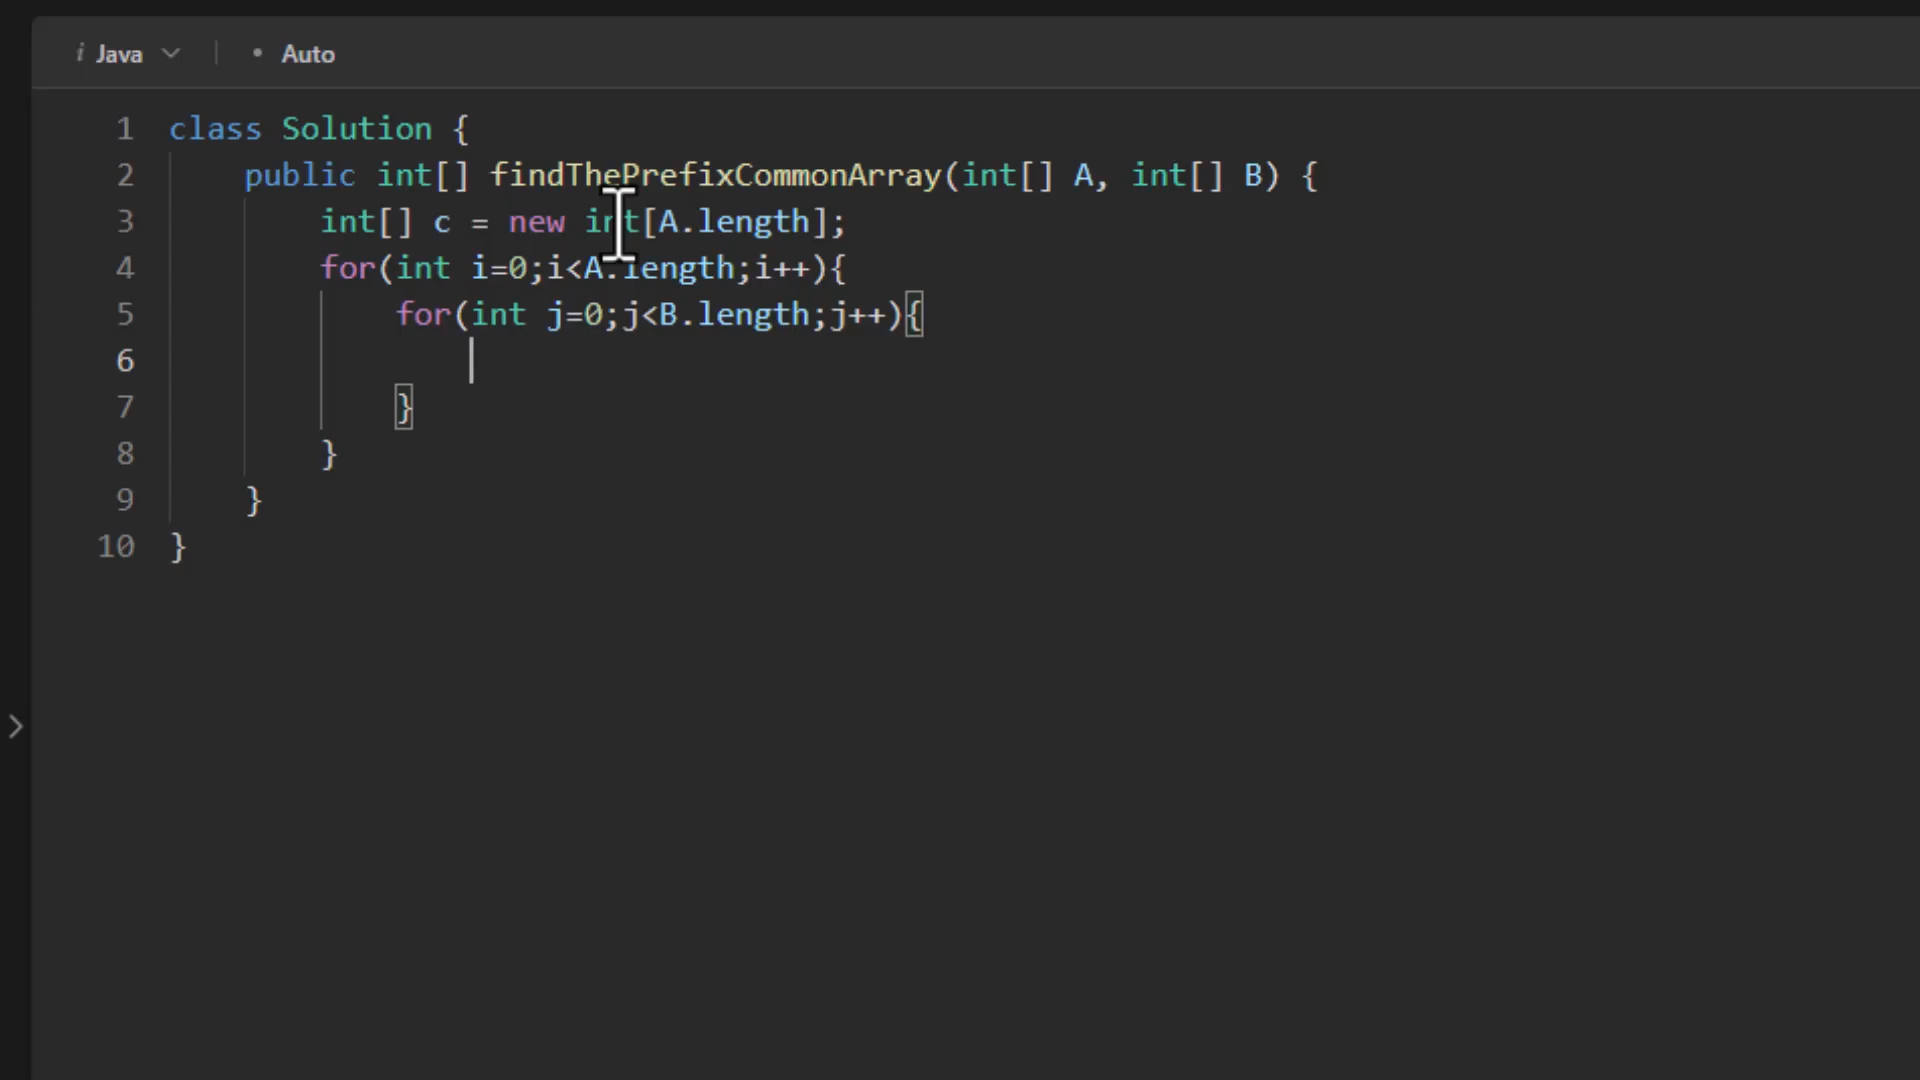 i Java • Auto
1 class Solution {
2 public int[] findThePrefixCommonArray(int[] A, int[] B) {
3 int[] c = new int[A.length];
4 for(int i=0;i<A.length;i++){
5 for(int j=0;j<B.length;j++){
6
7 }
8 }
9 }
10 }